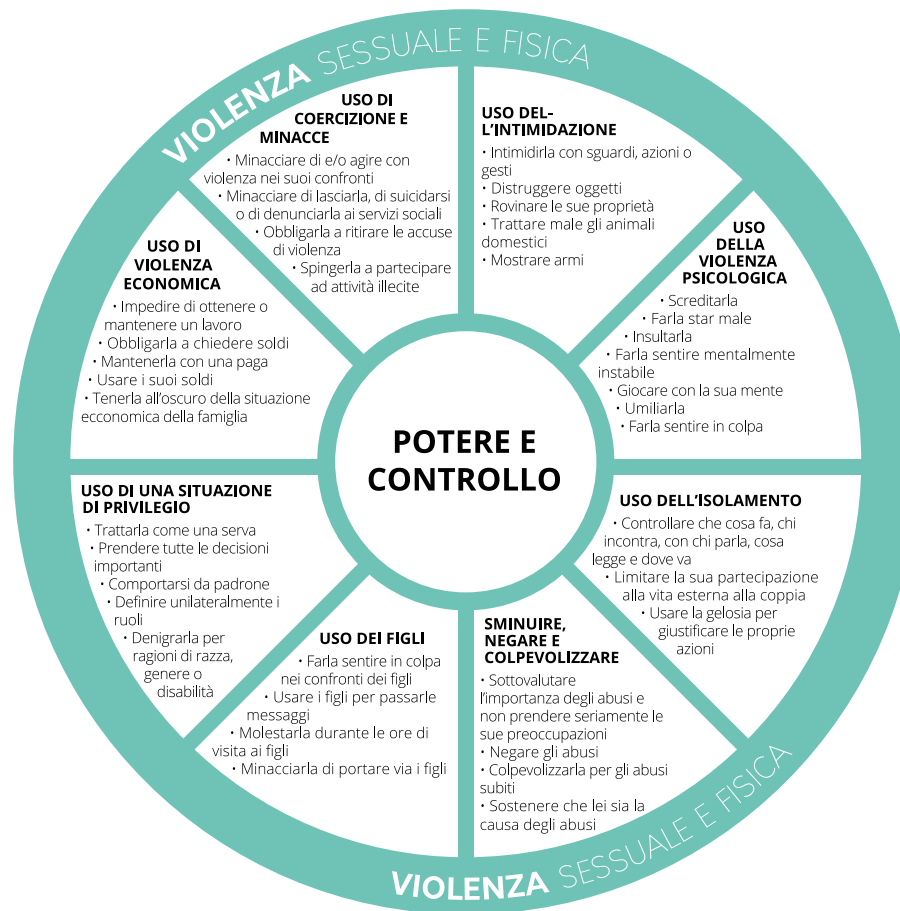 VIOLENZA SESSUALE E FISICA
USO DI
COERCIZIONE E
MINACCE
• Minacciare di e/o agire con
violenza nei suoi confronti
• Minacciare di lasciarla, di suicidarsi
o di denunciarla ai servizi sociali
• Obbligarla a ritirare le accuse
di violenza
• Spingerla a partecipare
ad attività illecite
USO DEL-
L'INTIMIDAZIONE
• Intimidirla con sguardi, azioni o
gesti
• Distruggere oggetti
• Rovinare le sue proprietà
• Trattare male gli animali
domestici
• Mostrare armi
USO
DELLA
VIOLENZA
PSICOLOGICA
• Screditarla
• Farla star male
• Insultarla
• Farla sentire mentalmente
instabile
• Giocare con la sua mente
• Umiliarla
• Farla sentire in colpa
USO DELL'ISOLAMENTO
• Controllare che cosa fa, chi
incontra, con chi parla, cosa
legge e dove va
• Limitare la sua partecipazione
alla vita esterna alla coppia
• Usare la gelosia per
giustificare le proprie
azioni
SMINUIRE,
NEGARE E
COLPEVOLIZZARE
• Sottovalutare
l'importanza degli abusi e
non prendere seriamente le
sue preoccupazioni
• Negare gli abusi
• Colpevolizzarla per gli abusi
subiti
• Sostenere che lei sia la
causa degli abusi
USO DEI FIGLI
• Farla sentire in colpa
nei confronti dei figli
• Usare i figli per passarle
messaggi
• Molestarla durante le ore di
visita ai figli
• Minacciarla di portare via i figli
USO DI UNA SITUAZIONE
DI PRIVILEGIO
• Trattarla come una serva
• Prendere tutte le decisioni
importanti
• Comportarsi da padrone
• Definire unilateralmente i
ruoli
• Denigrarla per
ragioni di razza,
genere o
disabilità
USO DI
VIOLENZA
ECONOMICA
• Impedire di ottenere o
mantenere un lavoro
• Obbligarla a chiedere soldi
• Mantenerla con una paga
• Usare i suoi soldi
• Tenerla all'oscuro della situazione
ecconomica della famiglia
POTERE E
CONTROLLO
VIOLENZA SESSUALE E FISICA